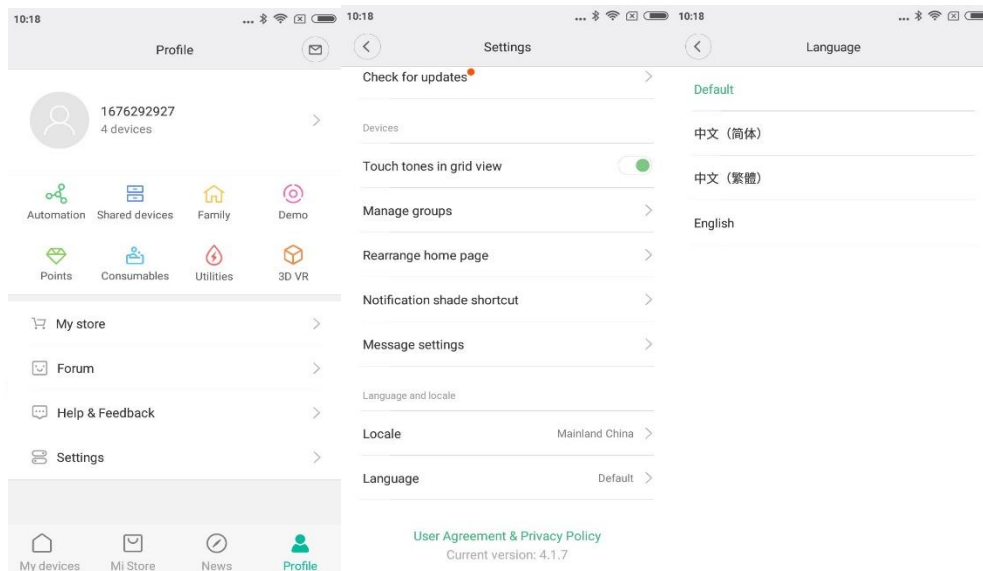 10:18
...
Profile
1676292927
4 devices
Automation
Shared devices
Family
Demo
Points
Consumables
Utilities
3D VR
My store
Forum
Help & Feedback
Settings
My devices
Mi Store
News
Profile
10:18
...
Settings
Check for updates
Devices
Touch tones in grid view
Manage groups
Rearrange home page
Notification shade shortcut
Message settings
Language and locale
Locale Mainland China
Language Default
User Agreement & Privacy Policy
Current version: 4.1.7
10:18
...
Language
Default
中文（简体）
中文（繁體）
English